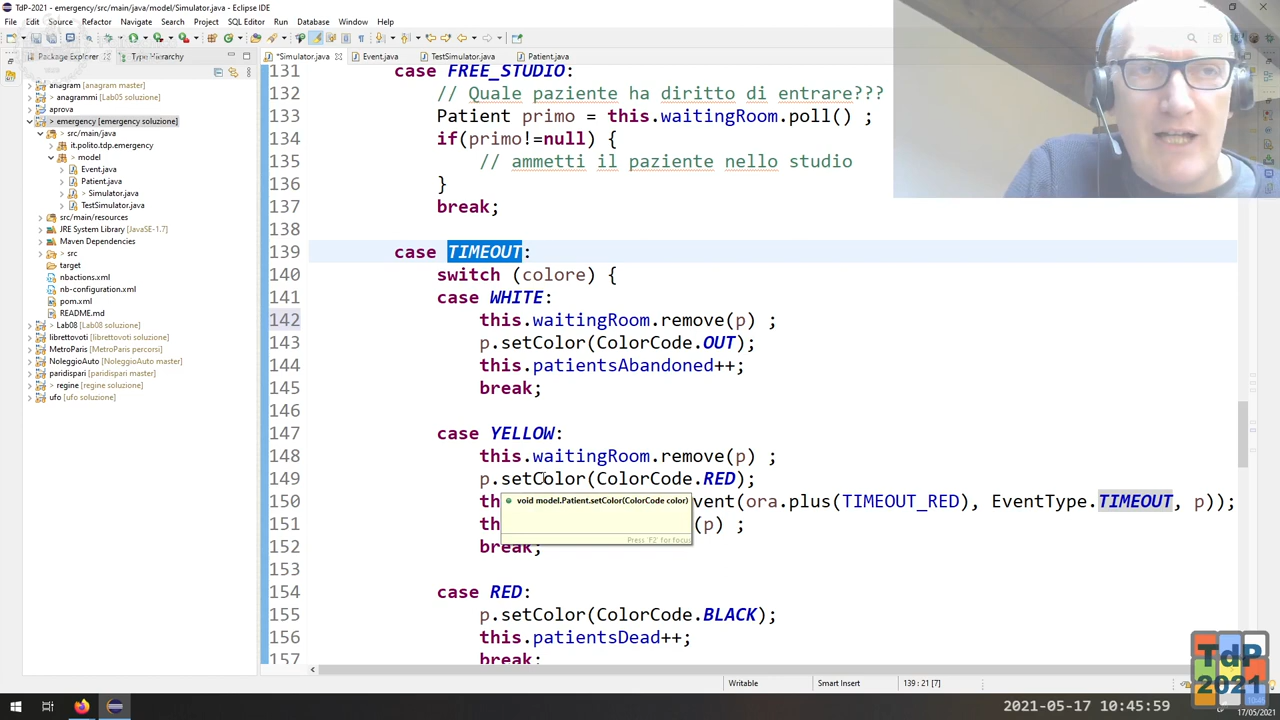 TdP-2021 - emergency/src/main/java/model/Simulator.java - Eclipse IDE
File Edit Source Refactor Navigate Search Project SQL Editor Run Database Window Help
Package Explorer Type Hierarchy
*Simulator.java Event.java TestSimulator.java Patient.java
anagram [anagram master]
> anagrammi [Lab05 soluzione]
aprova
> emergency [emergency soluzione]
> src/main/java
it.polito.tdp.emergency
> model
Event.java
Patient.java
> Simulator.java
TestSimulator.java
src/main/resources
JRE System Library [JavaSE-1.7]
Maven Dependencies
> src
target
nbactions.xml
nb-configuration.xml
pom.xml
README.md
> Lab08 [Lab08 soluzione]
librettovoti [librettovoti soluzione]
MetroParis [MetroParis percorsi]
NoleggioAuto [NoleggioAuto master]
paridispari [paridispari master]
> regine [regine soluzione]
ufo [ufo soluzione]
131 case FREE_STUDIO:
132 // Quale paziente ha diritto di entrare???
133 Patient primo = this.waitingRoom.poll() ;
134 if(primo!=null) {
135 // ammetti il paziente nello studio
136 }
137 break;
138
139 case TIMEOUT:
140 switch (colore) {
141 case WHITE:
142 this.waitingRoom.remove(p) ;
143 p.setColor(ColorCode.OUT);
144 this.patientsAbandoned++;
145 break;
146
147 case YELLOW:
148 this.waitingRoom.remove(p) ;
149 p.setColor(ColorCode.RED);
150 th vent(ora.plus(TIMEOUT_RED), EventType.TIMEOUT, p));
151 th (p) ;
152 break;
153
154 case RED:
155 p.setColor(ColorCode.BLACK);
156 this.patientsDead++;
157 break;
void model.Patient.setColor(ColorCode color)
Press 'F2' for focus
Writable Smart Insert 139 : 21 [7]
TdP
2021
2021-05-17 10:45:59
17/05/2021